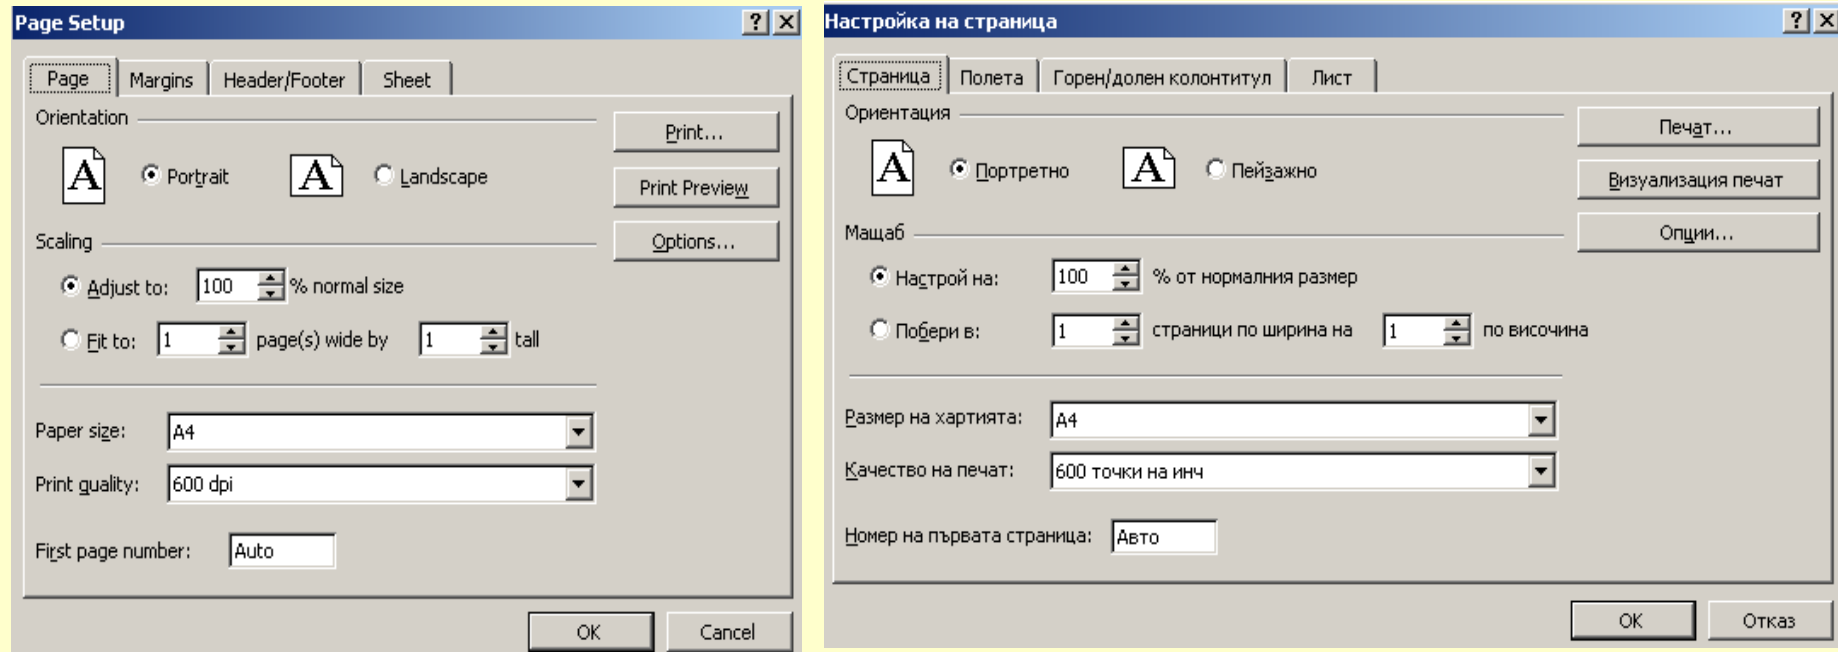 Page Setup
Page Margins Header/Footer Sheet
Orientation
Print...
A Portrait A Landscape
Print Preview
Scaling
Options...
Adjust to: 100 % normal size
Fit to: 1 page(s) wide by 1 tall
Paper size: A4
Print quality: 600 dpi
First page number: Auto
OK Cancel
Настройка на страница
Страница Полета Горен/долен колонтитул Лист
Ориентация
Печат...
A Портретно A Пейзажно
Визуализация печат
Мащаб
Опции...
Настрой на: 100 % от нормалния размер
Побери в: 1 страници по ширина на 1 по височина
Размер на хартията: A4
Качество на печат: 600 точки на инч
Номер на първата страница: Авто
OK Отказ